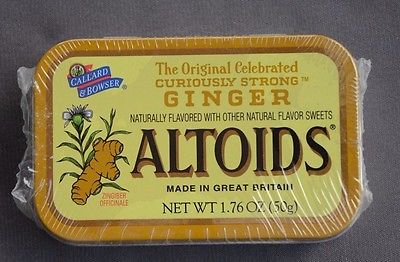 CALLARD
& BOWSER
The Original Celebrated
CURIOUSLY STRONG™
GINGER
NATURALLY FLAVORED WITH OTHER NATURAL FLAVOR SWEETS
ALTOIDS®
MADE IN GREAT BRITAIN
NET WT 1.76 OZ (50g)
ZINGIBER
OFFICINALE